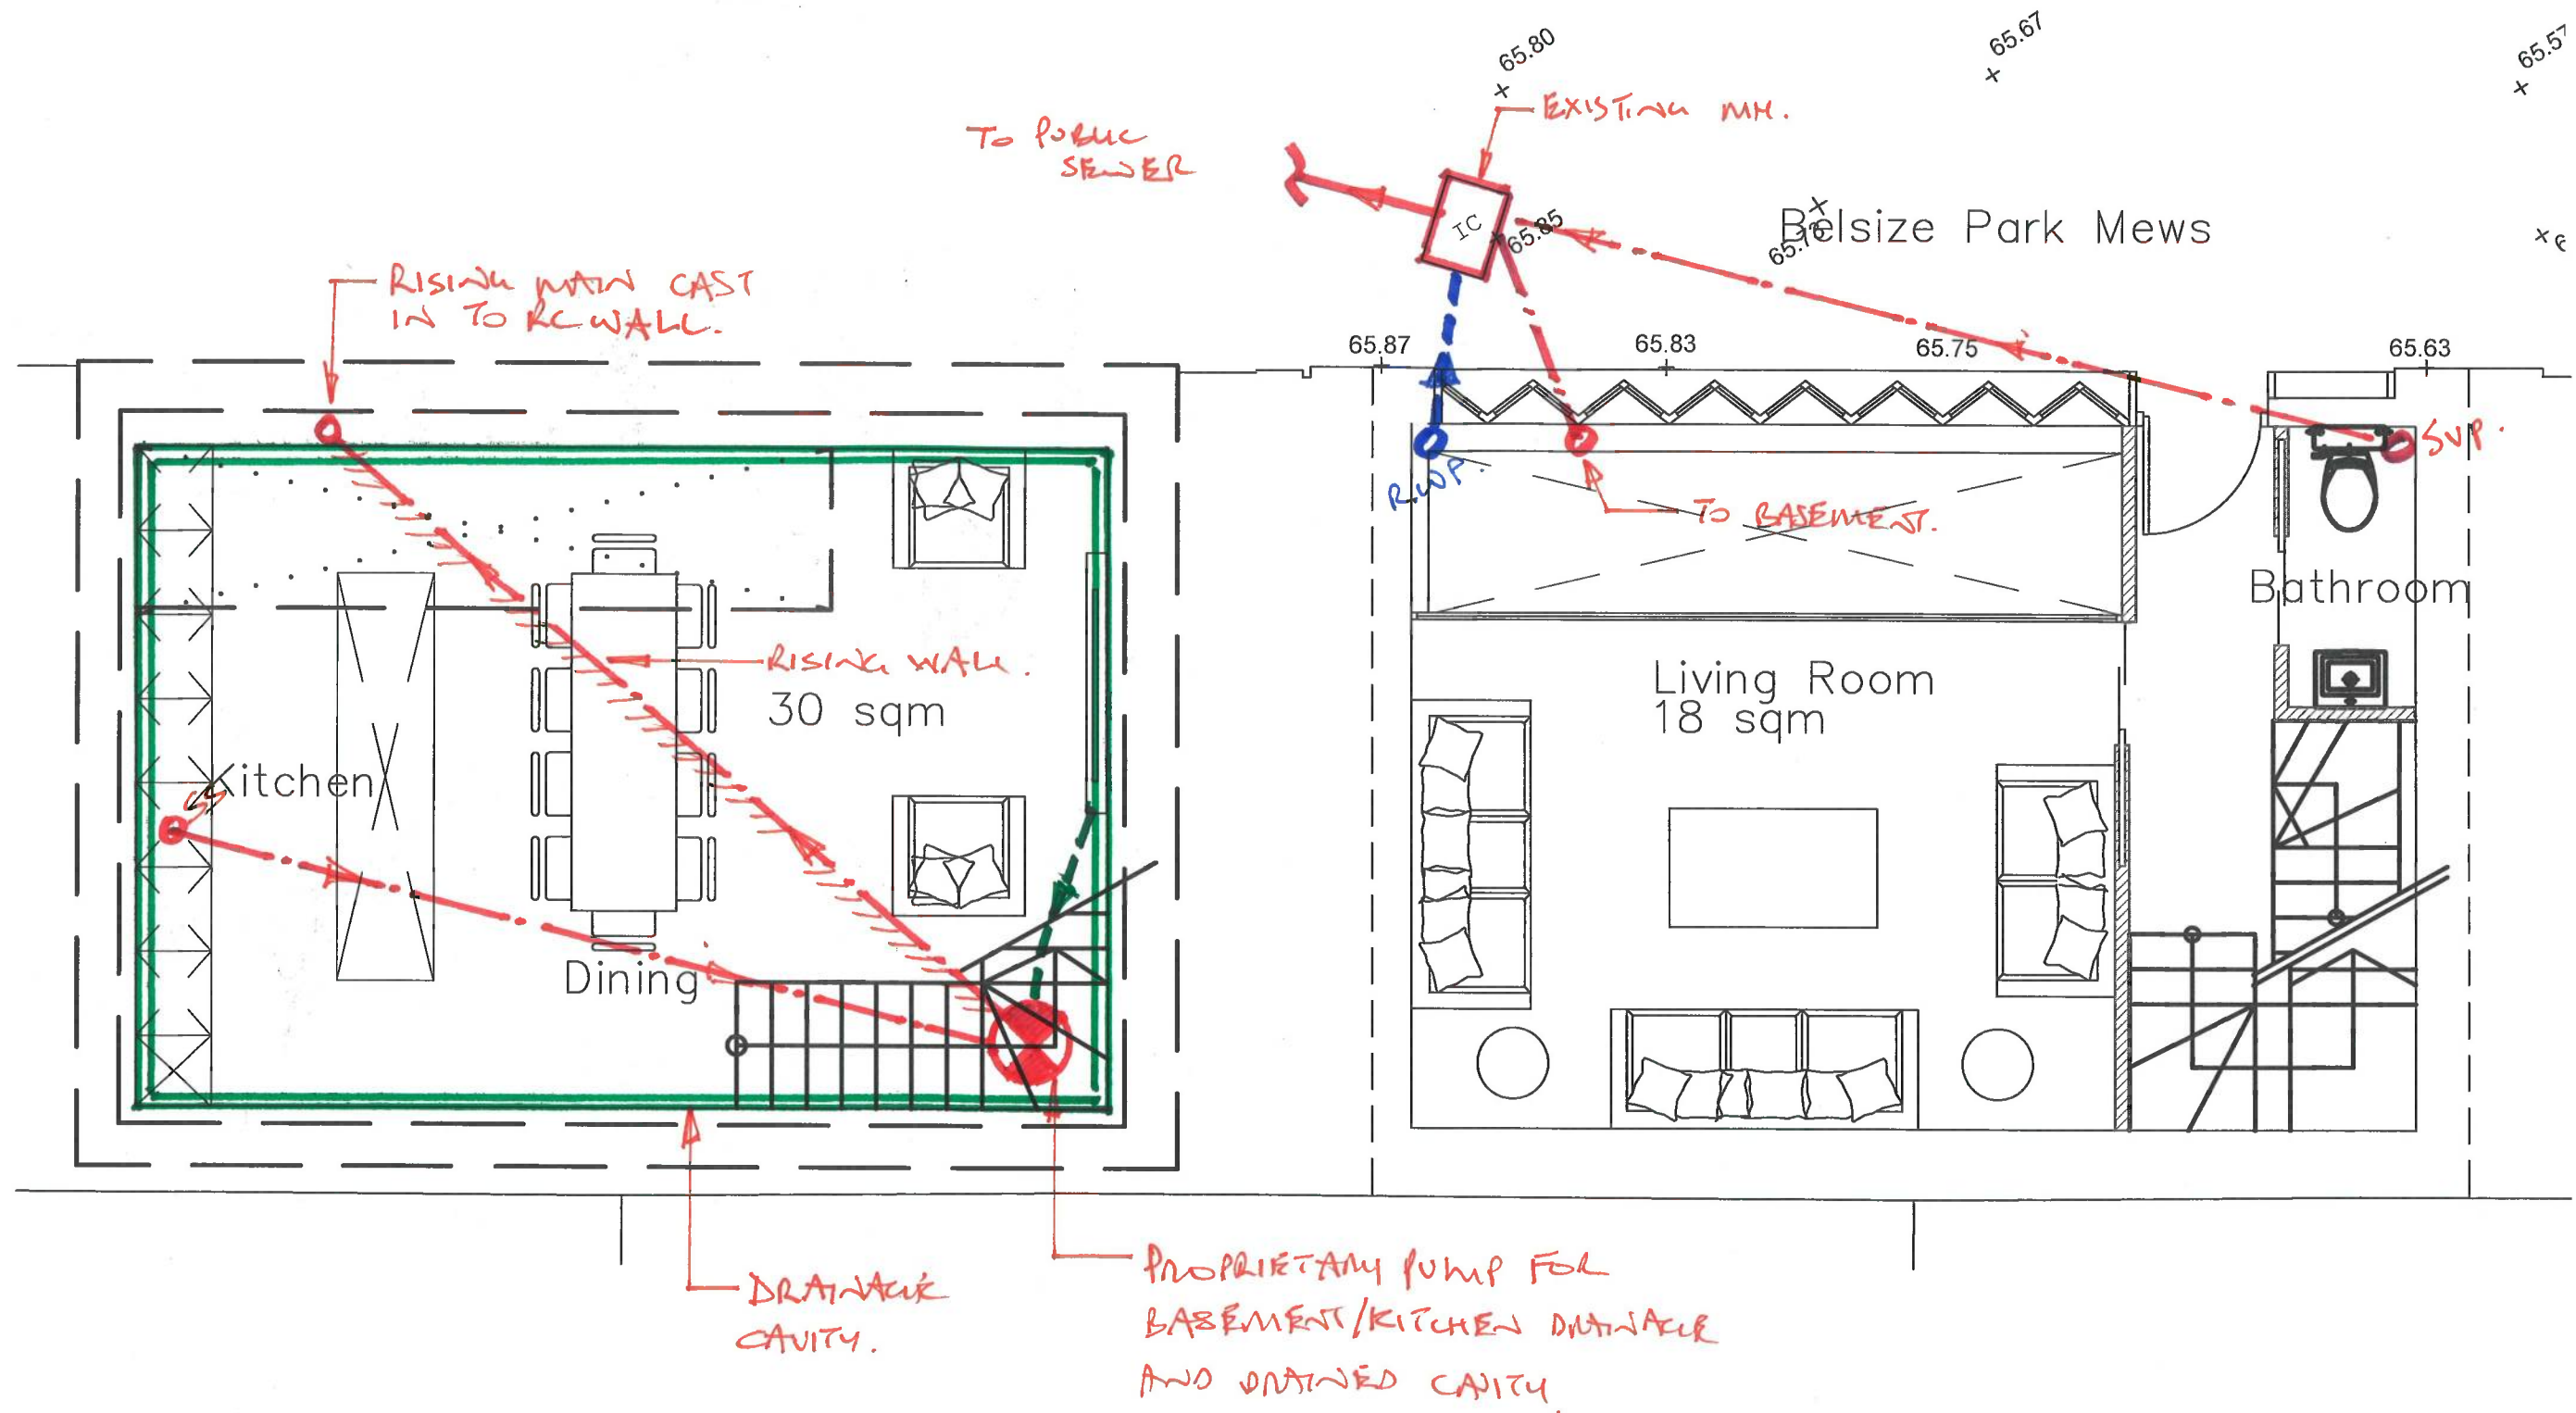 65.80
65.67
65.57
EXISTING MH.
TO PUBLIC
SEWER
IC
65.85
Belsize Park Mews
RISING MAIN CAST
IN TO RC WALL.
65.87
65.83
65.75
65.63
SVP.
R.W.P.
TO BASEMENT.
Bathroom
RISING WALL.
30 sqm
Living Room
18 sqm
Kitchen
SS
Dining
DRAINAGE
CAVITY.
PROPRIETARY PUMP FOR
BASEMENT/KITCHEN DRAINAGE
AND DRAINED CAVITY.